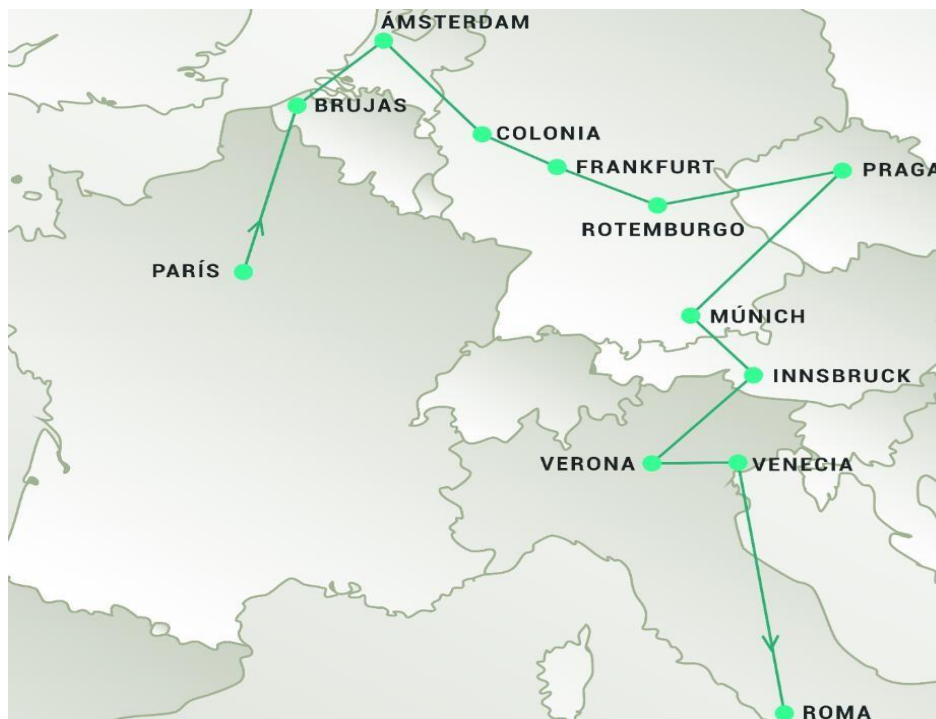 ÁMSTERDAM
BRUJAS
COLONIA
FRANKFURT
PRAGA
ROTEMBURGO
PARÍS
MÚNICH
INNSBRUCK
VERONA
VENECIA
ROMA